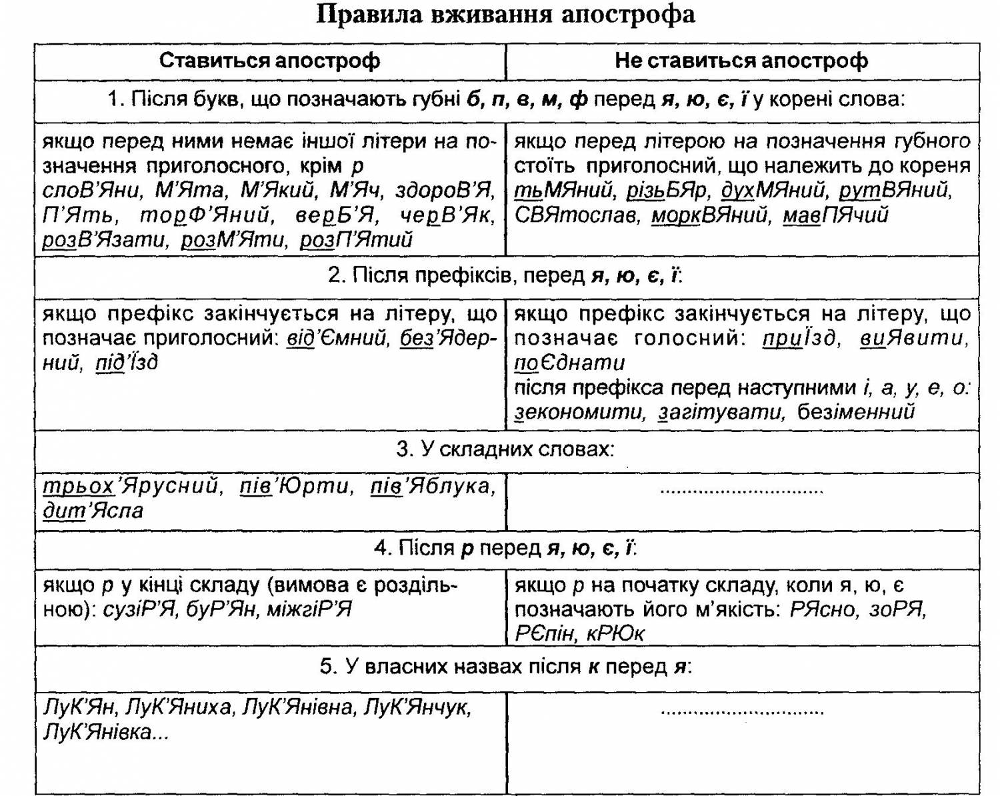 Правила вживання апострофа
Ставиться апостроф
Не ставиться апостроф
1. Після букв, що позначають губні б, п, в, м, ф перед я, ю, є, ї у корені слова:
якщо перед ними немає іншої літери на по-
значення приголосного, крім р
слоВ’Яни, М’Ята, М’Який, М’Яч, здороВ’Я,
П’Ять, торФ’Яний, верБ’Я, черВ’Як,
розВ’Язати, розМ’Яти, розП’Ятий
якщо перед літерою на позначення губного
стоїть приголосний, що належить до кореня
тьМЯний, різьБЯр, духМЯний, рутВЯний,
СВЯтослав, моркВЯний, мавПЯчий
2. Після префіксів, перед я, ю, є, ї:
якщо префікс закінчується на літеру, що
позначає приголосний: від’Ємний, без’Ядер-
ний, під’Їзд
якщо префікс закінчується на літеру, що
позначає голосний: приЇзд, виЯвити,
поЄднати
після префікса перед наступними і, а, у, е, о:
зекономити, загітувати, безіменний
3. У складних словах:
трьох’Ярусний, пів’Юрти, пів’Яблука,
дит’Ясла
..............................
4. Після р перед я, ю, є, ї:
якщо р у кінці складу (вимова є розділь-
ною): сузіР’Я, буР’Ян, міжгіР’Я
якщо р на початку складу, коли я, ю, є
позначають його м’якість: РЯсно, зоРЯ,
РЄпін, кРЮк
5. У власних назвах після к перед я:
ЛуК’Ян, ЛуК’Яниха, ЛуК’Янівна, ЛуК’Янчук,
ЛуК’Янівка...
..............................